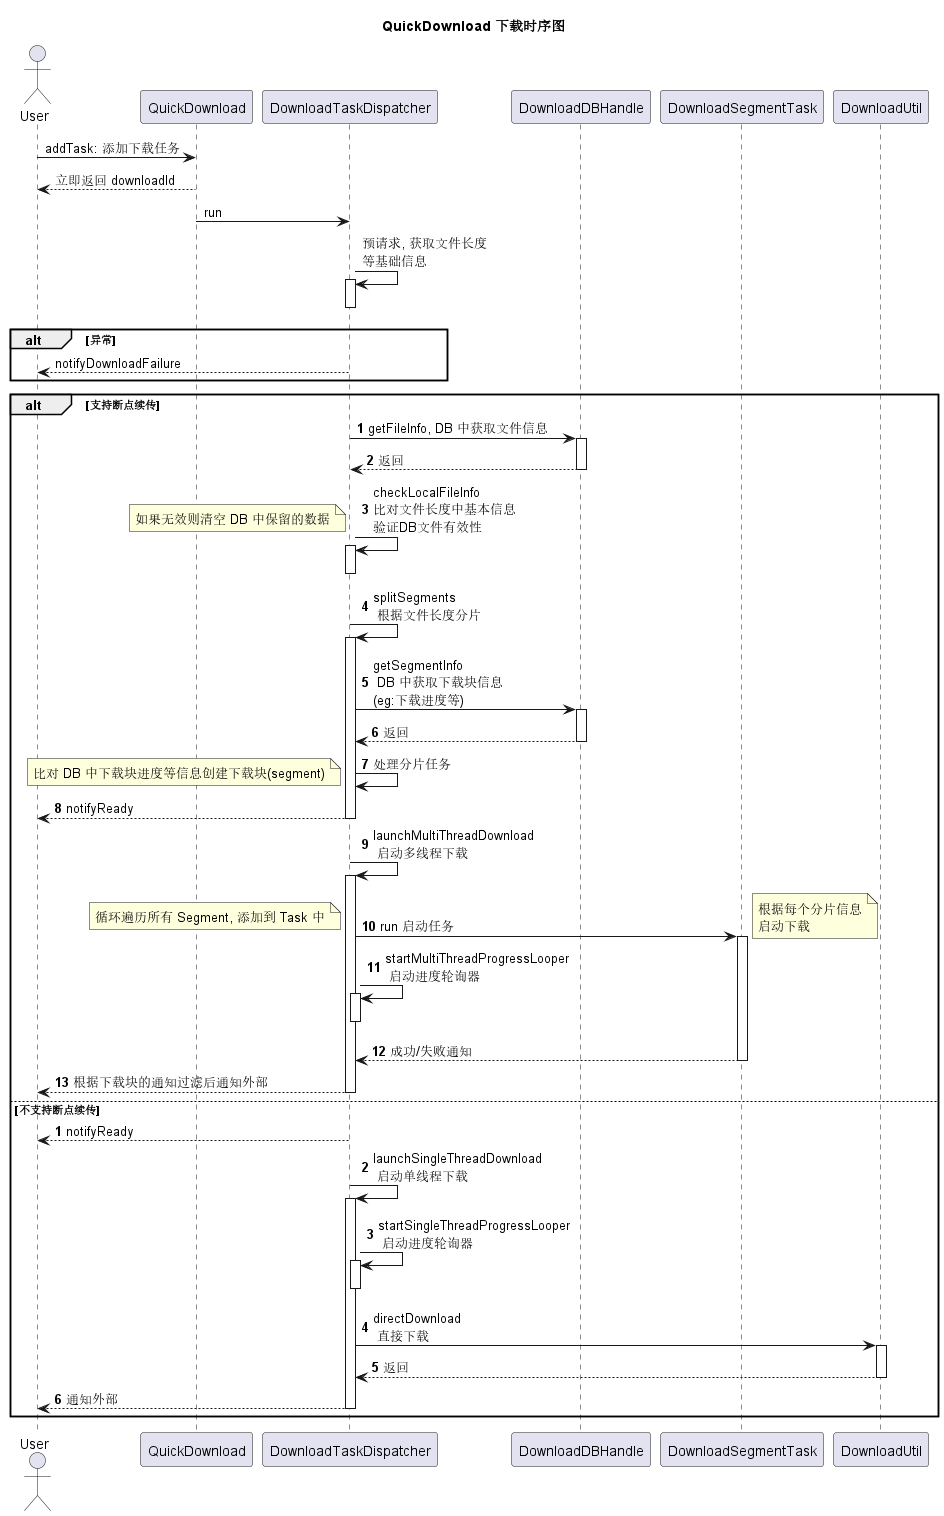 QuickDownload 下载时序图
User
QuickDownload
DownloadTaskDispatcher
DownloadDBHandle
DownloadSegmentTask
DownloadUtil
addTask: 添加下载任务
立即返回 downloadId
run
预请求, 获取文件长度
等基础信息
alt
[异常]
notifyDownloadFailure
alt
[支持断点续传]
1 getFileInfo, DB 中获取文件信息
2 返回
如果无效则清空 DB 中保留的数据
checkLocalFileInfo
3 比对文件长度中基本信息
验证DB文件有效性
4 splitSegments
根据文件长度分片
getSegmentInfo
5 DB 中获取下载块信息
(eg:下载进度等)
6 返回
比对 DB 中下载块进度等信息创建下载块(segment)
7 处理分片任务
8 notifyReady
9 launchMultiThreadDownload
启动多线程下载
循环遍历所有 Segment, 添加到 Task 中
10 run 启动任务
根据每个分片信息
启动下载
11 startMultiThreadProgressLooper
启动进度轮询器
12 成功/失败通知
13 根据下载块的通知过滤后通知外部
[不支持断点续传]
1 notifyReady
2 launchSingleThreadDownload
启动单线程下载
3 startSingleThreadProgressLooper
启动进度轮询器
4 directDownload
直接下载
5 返回
6 通知外部
User
QuickDownload
DownloadTaskDispatcher
DownloadDBHandle
DownloadSegmentTask
DownloadUtil